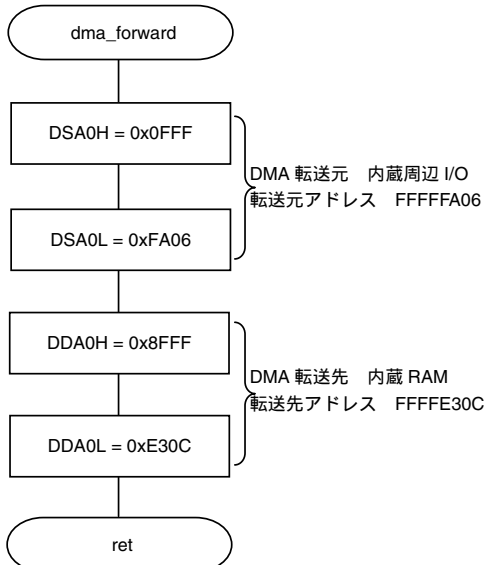 dma_forward
DSA0H = 0x0FFF
DMA 転送元　内蔵周辺 I/O
転送元アドレス　FFFFFA06
DSA0L = 0xFA06
DDA0H = 0x8FFF
DMA 転送先　内蔵 RAM
転送先アドレス　FFFFE30C
DDA0L = 0xE30C
ret